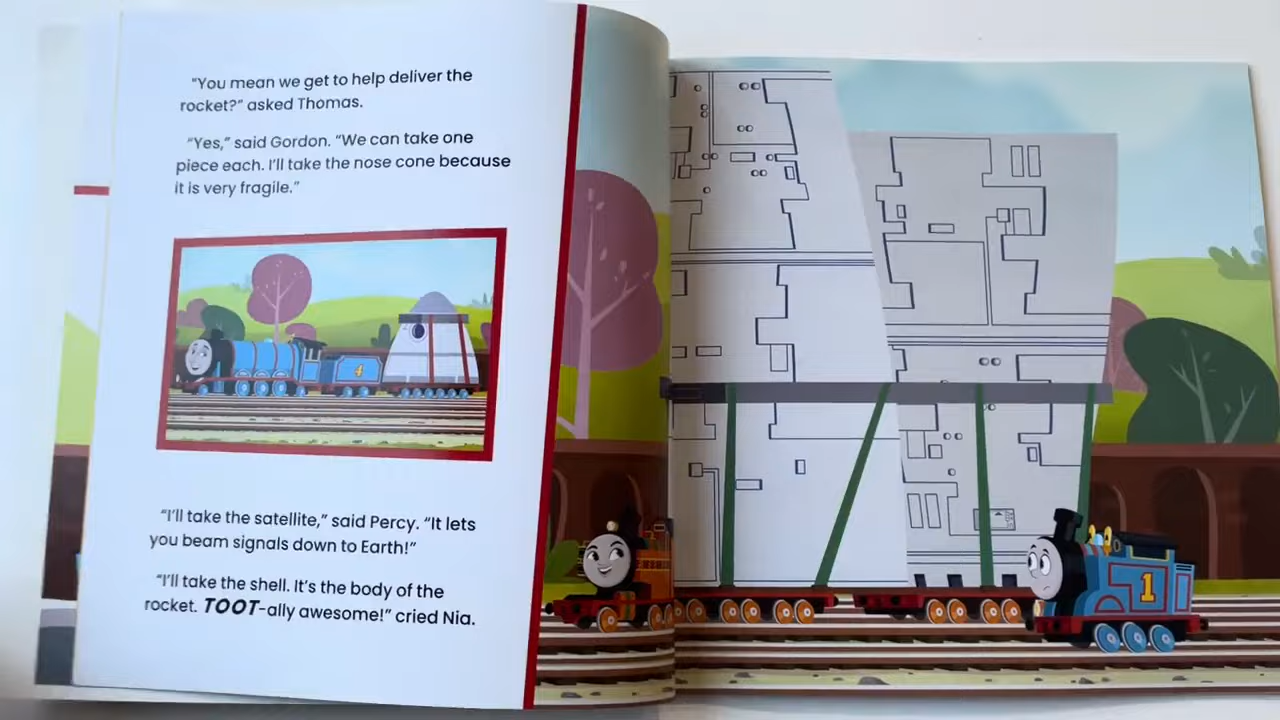 “You mean we get to help deliver the
rocket?” asked Thomas.
“Yes,” said Gordon. “We can take one
piece each. I’ll take the nose cone because
it is very fragile.”
4
“I’ll take the satellite,” said Percy. “It lets
you beam signals down to Earth!”
“I’ll take the shell. It’s the body of the
rocket. TOOT-ally awesome!” cried Nia.
1